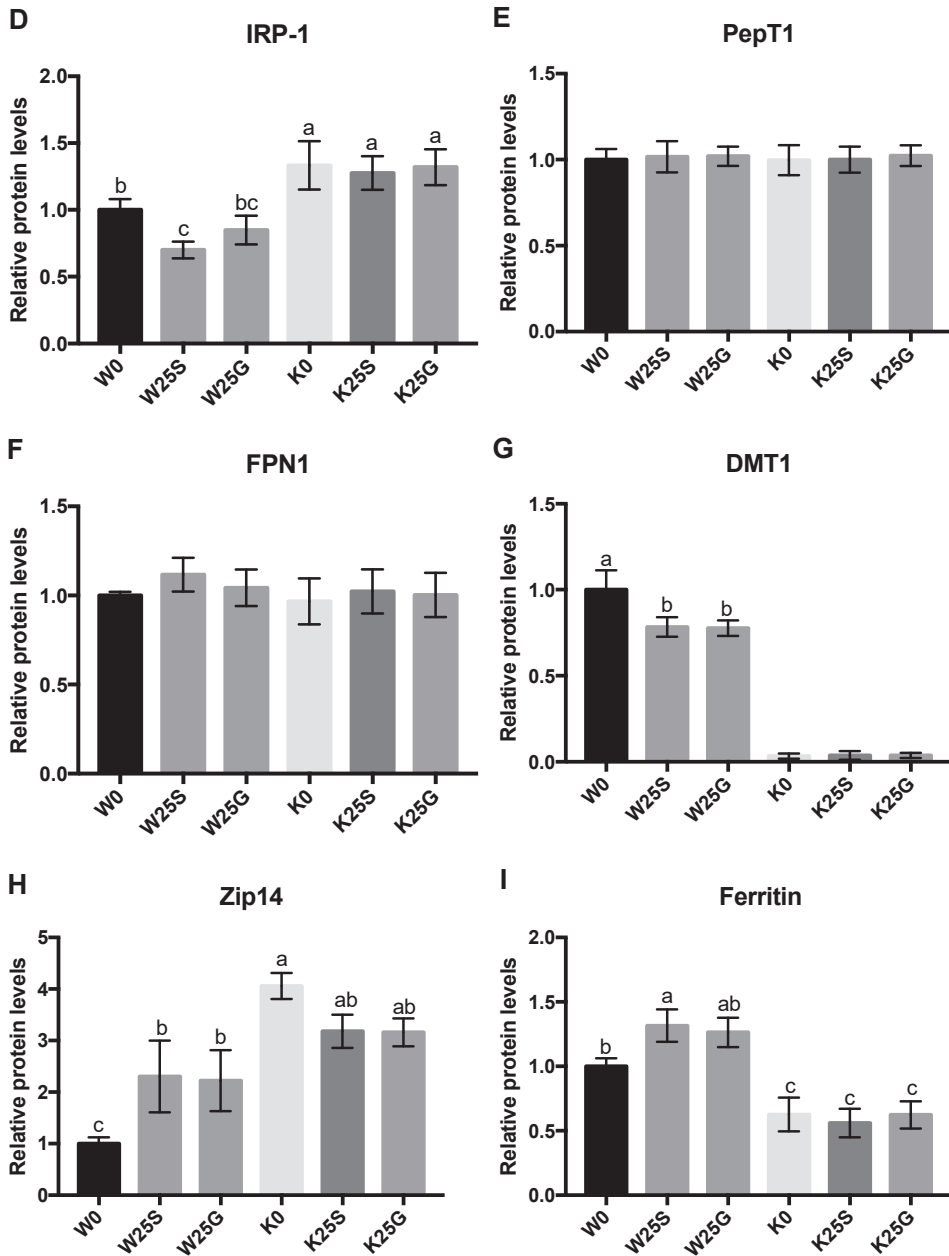 D
IRP-1
Relative protein levels
2.0
1.5
1.0
0.5
0.0
b
c
bc
a
a
a
W0
W25S
W25G
K0
K25S
K25G
E
PepT1
Relative protein levels
1.5
1.0
0.5
0.0
W0
W25S
W25G
K0
K25S
K25G
F
FPN1
Relative protein levels
1.5
1.0
0.5
0.0
W0
W25S
W25G
K0
K25S
K25G
G
DMT1
Relative protein levels
1.5
1.0
0.5
0.0
a
b
b
W0
W25S
W25G
K0
K25S
K25G
H
Zip14
Relative protein levels
5
4
3
2
1
0
c
b
b
a
ab
ab
W0
W25S
W25G
K0
K25S
K25G
I
Ferritin
Relative protein levels
2.0
1.5
1.0
0.5
0.0
b
a
ab
c
c
c
W0
W25S
W25G
K0
K25S
K25G